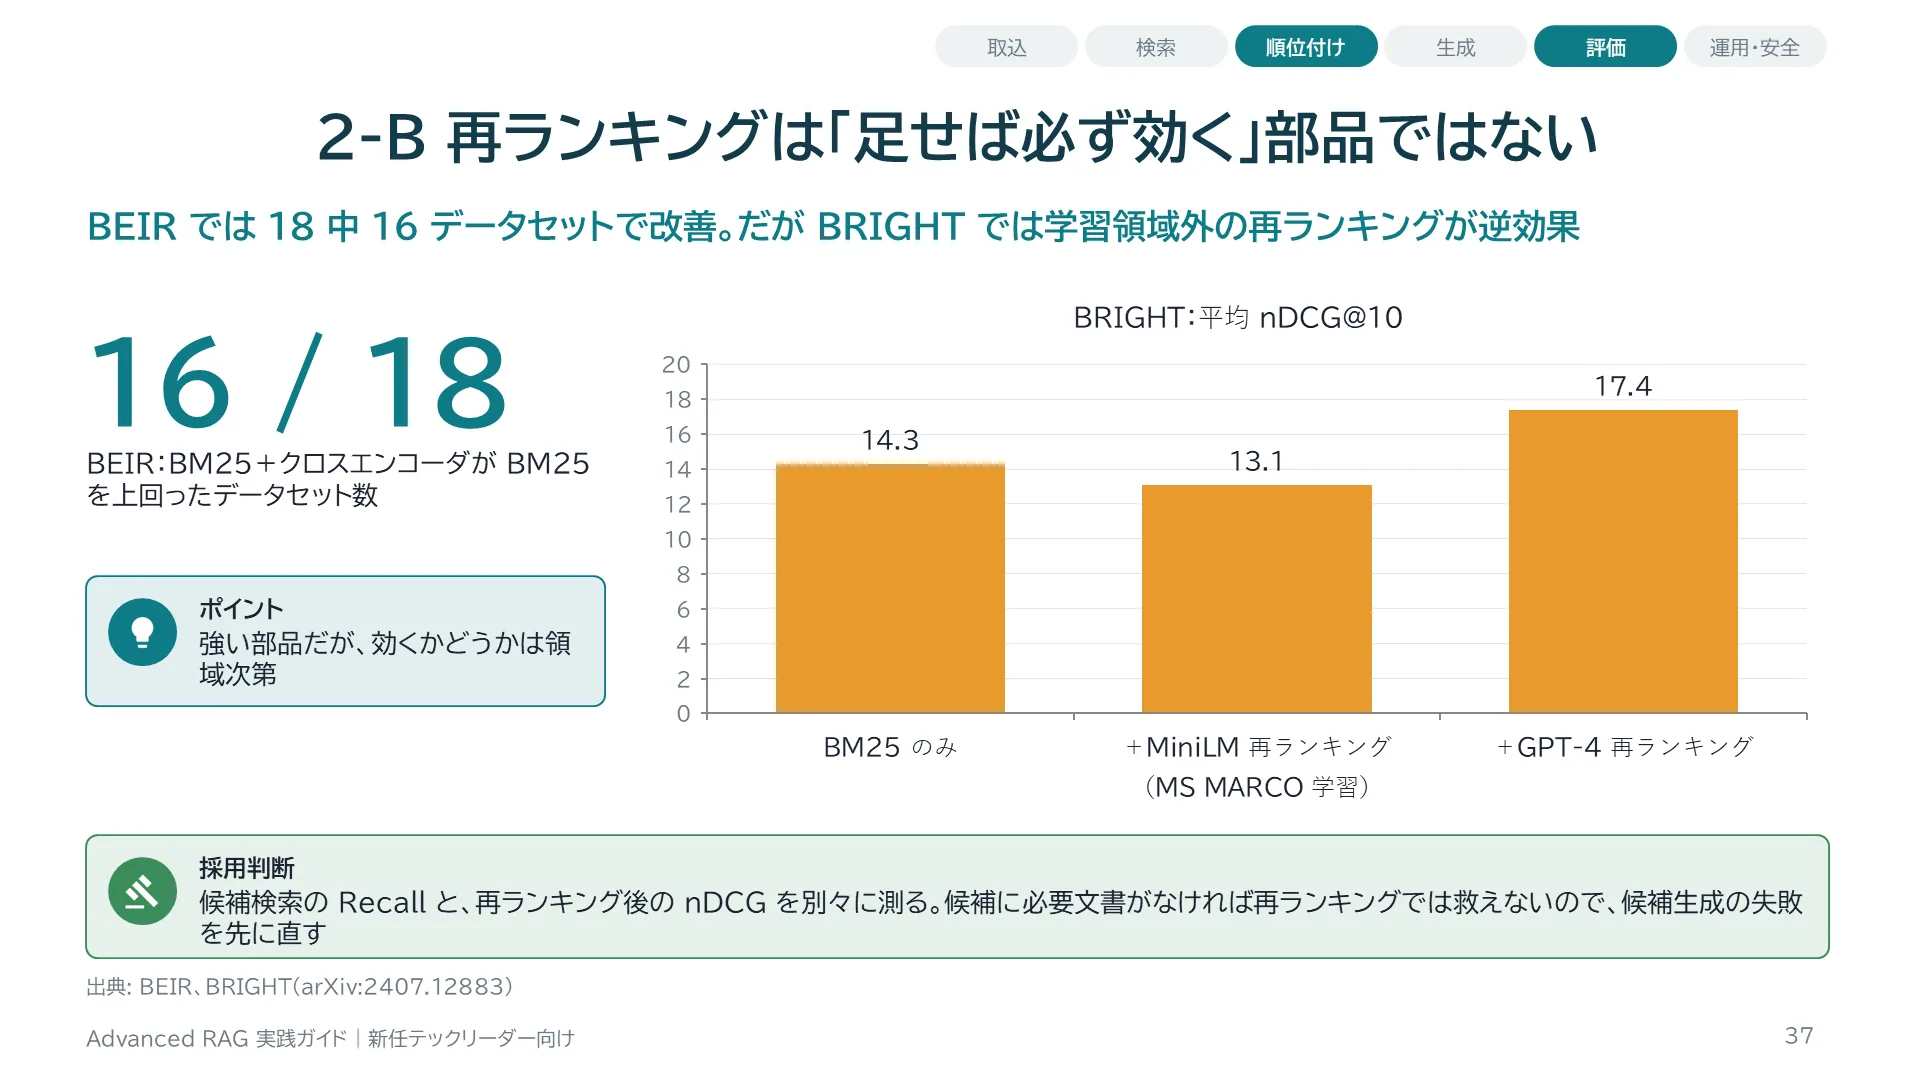 取込
検索
順位付け
生成
評価
運用・安全
2-B 再ランキングは「足せば必ず効く」部品ではない
BEIR では 18 中 16 データセットで改善。だが BRIGHT では学習領域外の再ランキングが逆効果
16 / 18
BEIR：BM25＋クロスエンコーダが BM25
を上回ったデータセット数
ポイント
強い部品だが、効くかどうかは領
域次第
BRIGHT：平均 nDCG@10
20
18
16
14
12
10
8
6
4
2
0
14.3
13.1
17.4
BM25 のみ
＋MiniLM 再ランキング
（MS MARCO 学習）
＋GPT-4 再ランキング
採用判断
候補検索の Recall と、再ランキング後の nDCG を別々に測る。候補に必要文書がなければ再ランキングでは救えないので、候補生成の失敗
を先に直す
出典: BEIR、BRIGHT（arXiv:2407.12883）
Advanced RAG 実践ガイド｜新任テックリーダー向け
37